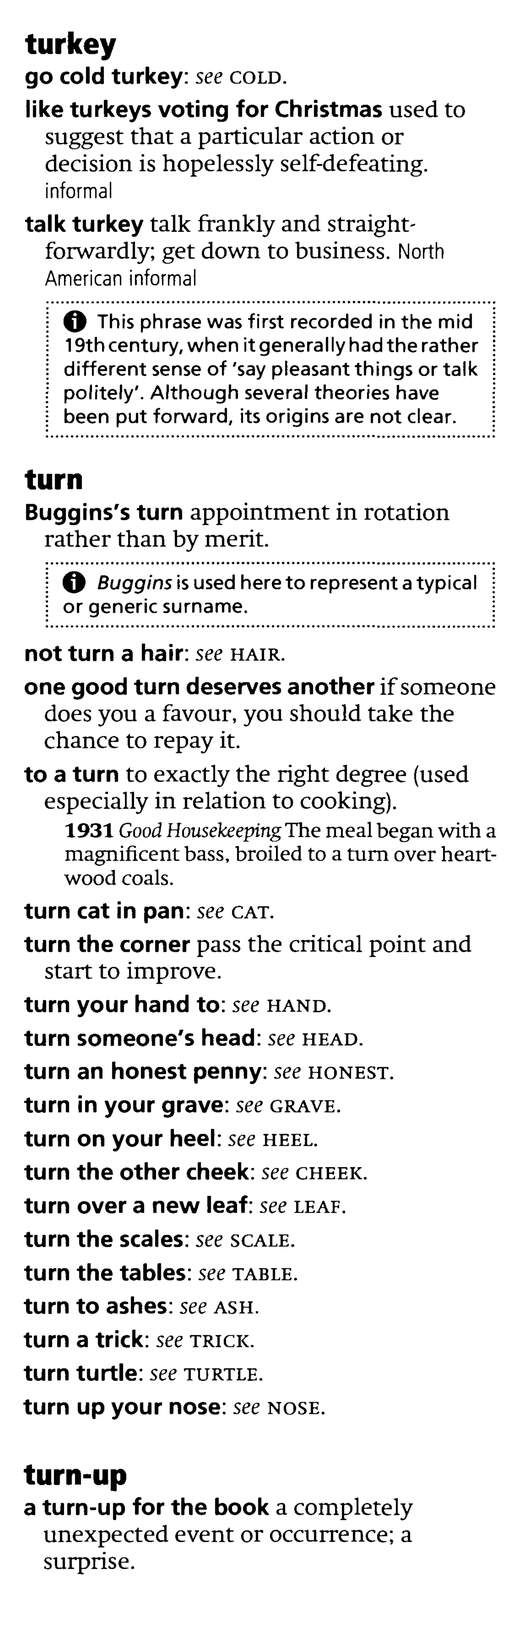 turkey
go cold turkey: see COLD.
like turkeys voting for Christmas used to
suggest that a particular action or
decision is hopelessly self-defeating.
informal
talk turkey talk frankly and straight-
forwardly; get down to business. North
American informal
This phrase was first recorded in the mid
19th century, when it generally had the rather
different sense of ‘say pleasant things or talk
politely’. Although several theories have
been put forward, its origins are not clear.
turn
Buggins’s turn appointment in rotation
rather than by merit.
Buggins is used here to represent a typical
or generic surname.
not turn a hair: see HAIR.
one good turn deserves another if someone
does you a favour, you should take the
chance to repay it.
to a turn to exactly the right degree (used
especially in relation to cooking).
1931 Good Housekeeping The meal began with a
magnificent bass, broiled to a turn over heart-
wood coals.
turn cat in pan: see CAT.
turn the corner pass the critical point and
start to improve.
turn your hand to: see HAND.
turn someone’s head: see HEAD.
turn an honest penny: see HONEST.
turn in your grave: see GRAVE.
turn on your heel: see HEEL.
turn the other cheek: see CHEEK.
turn over a new leaf: see LEAF.
turn the scales: see SCALE.
turn the tables: see TABLE.
turn to ashes: see ASH.
turn a trick: see TRICK.
turn turtle: see TURTLE.
turn up your nose: see NOSE.
turn-up
a turn-up for the book a completely
unexpected event or occurrence; a
surprise.